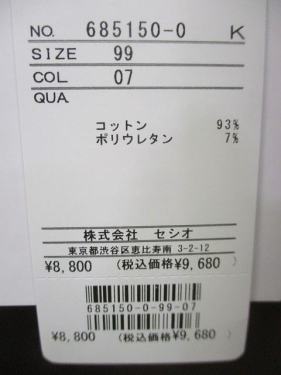 NO. 685150-0 K
SIZE 99
COL 07
QUA.
コットン 93%
ポリウレタン 7%
株式会社 セシオ
東京都渋谷区恵比寿南 3-2-12
¥8,800 (税込価格¥9,680)
685150-0-99-07
¥8,800 (税込価格¥9,680)